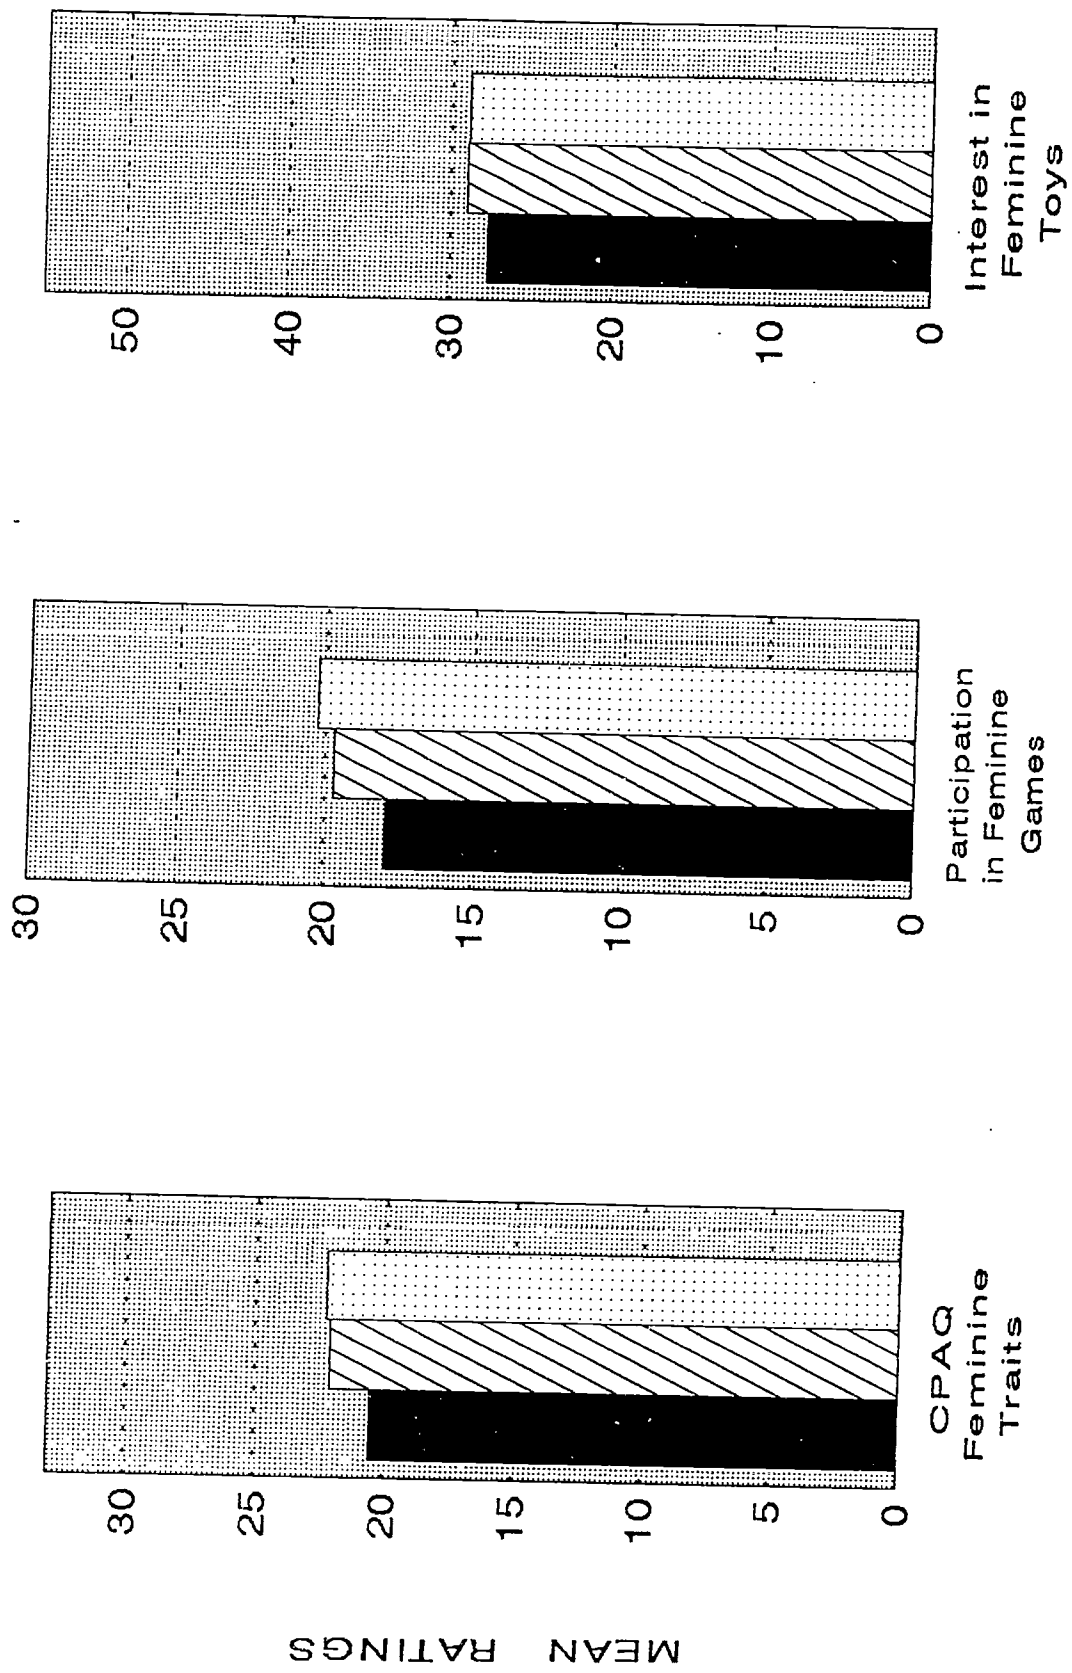 MEAN RATINGS
30
25
20
15
10
5
0
CPAQ
Feminine
Traits
30
25
20
15
10
5
0
Participation
in Feminine
Games
50
40
30
20
10
0
Interest in
Feminine
Toys